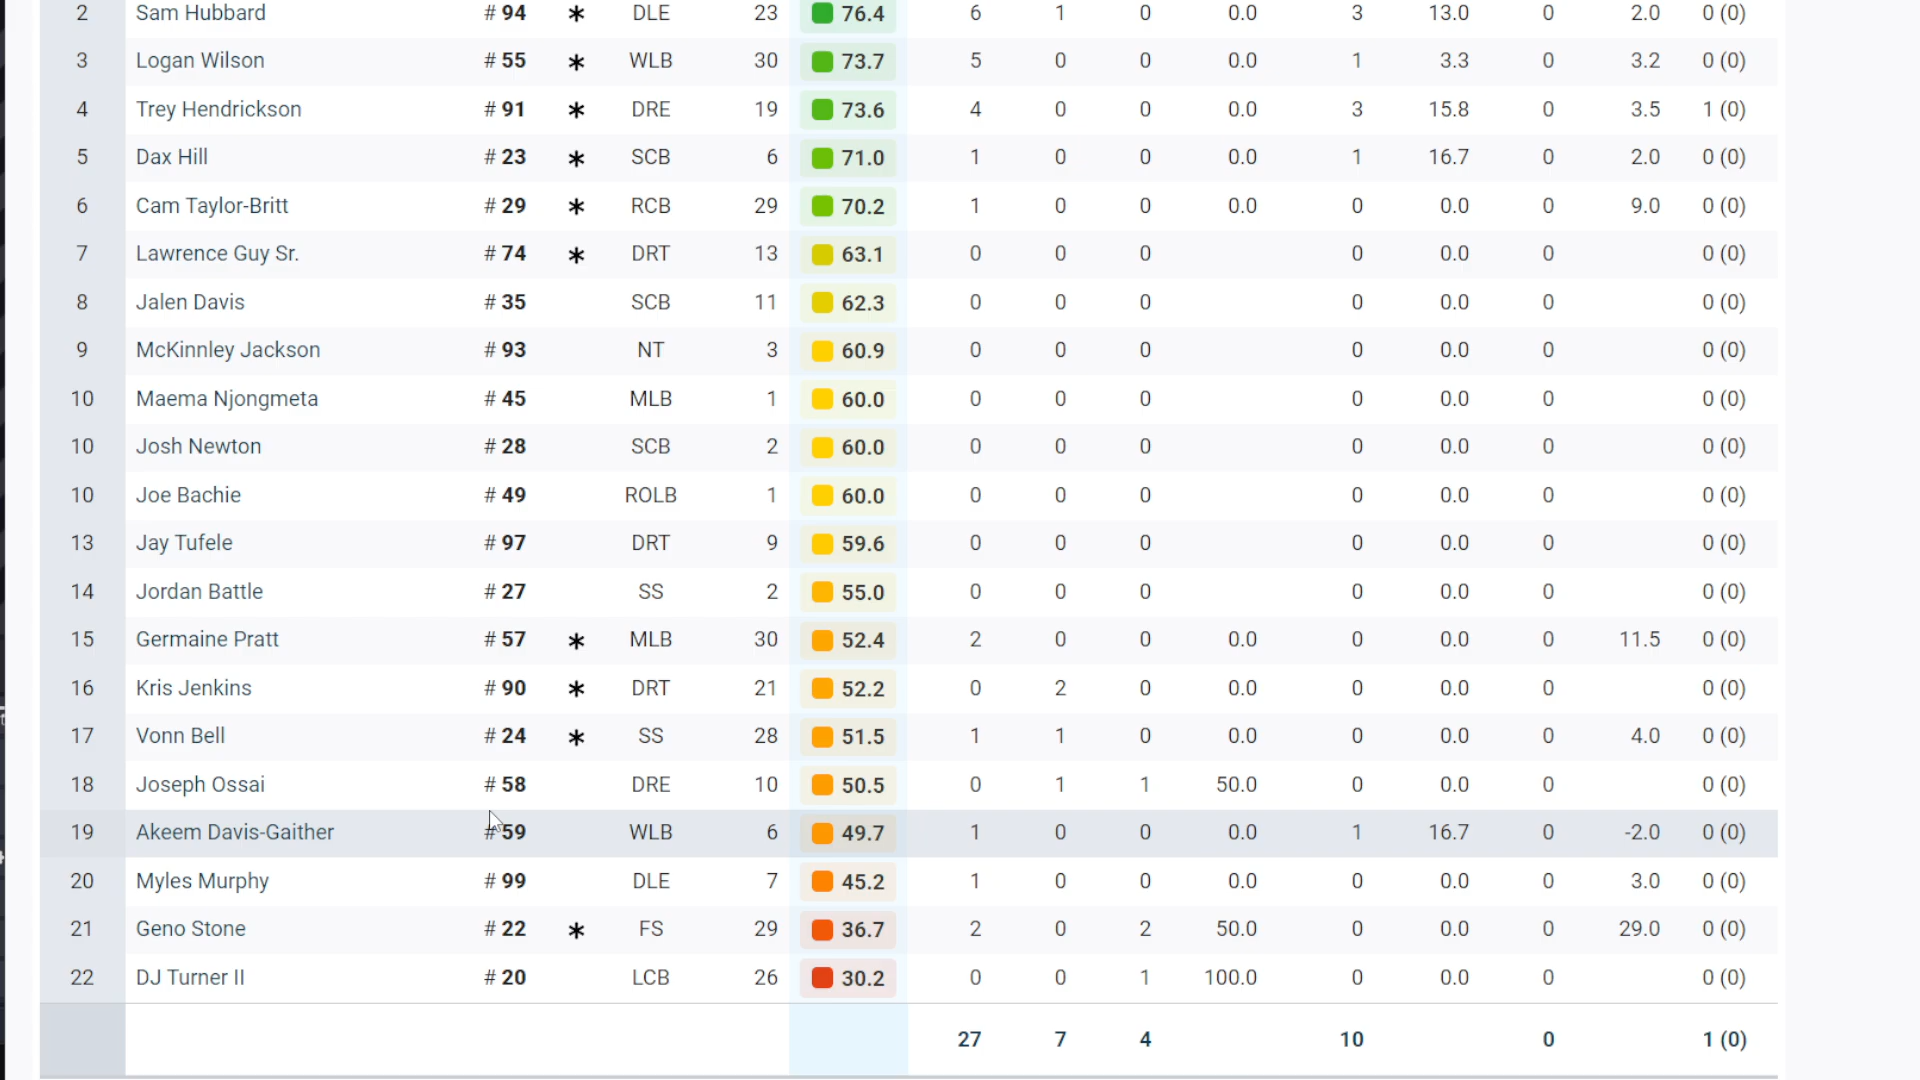 2 Sam Hubbard # 94 * DLE 23 76.4 6 1 0 0.0 3 13.0 0 2.0 0 (0)
3 Logan Wilson # 55 * WLB 30 73.7 5 0 0 0.0 1 3.3 0 3.2 0 (0)
4 Trey Hendrickson # 91 * DRE 19 73.6 4 0 0 0.0 3 15.8 0 3.5 1 (0)
5 Dax Hill # 23 * SCB 6 71.0 1 0 0 0.0 1 16.7 0 2.0 0 (0)
6 Cam Taylor-Britt # 29 * RCB 29 70.2 1 0 0 0.0 0 0.0 0 9.0 0 (0)
7 Lawrence Guy Sr. # 74 * DRT 13 63.1 0 0 0 0 0.0 0 0 (0)
8 Jalen Davis # 35 SCB 11 62.3 0 0 0 0 0.0 0 0 (0)
9 McKinnley Jackson # 93 NT 3 60.9 0 0 0 0 0.0 0 0 (0)
10 Maema Njongmeta # 45 MLB 1 60.0 0 0 0 0 0.0 0 0 (0)
10 Josh Newton # 28 SCB 2 60.0 0 0 0 0 0.0 0 0 (0)
10 Joe Bachie # 49 ROLB 1 60.0 0 0 0 0 0.0 0 0 (0)
13 Jay Tufele # 97 DRT 9 59.6 0 0 0 0 0.0 0 0 (0)
14 Jordan Battle # 27 SS 2 55.0 0 0 0 0 0.0 0 0 (0)
15 Germaine Pratt # 57 * MLB 30 52.4 2 0 0 0.0 0 0.0 0 11.5 0 (0)
16 Kris Jenkins # 90 * DRT 21 52.2 0 2 0 0.0 0 0.0 0 0 (0)
17 Vonn Bell # 24 * SS 28 51.5 1 1 0 0.0 0 0.0 0 4.0 0 (0)
18 Joseph Ossai # 58 DRE 10 50.5 0 1 1 50.0 0 0.0 0 0 (0)
19 Akeem Davis-Gaither # 59 WLB 6 49.7 1 0 0 0.0 1 16.7 0 -2.0 0 (0)
20 Myles Murphy # 99 DLE 7 45.2 1 0 0 0.0 0 0.0 0 3.0 0 (0)
21 Geno Stone # 22 * FS 29 36.7 2 0 2 50.0 0 0.0 0 29.0 0 (0)
22 DJ Turner II # 20 LCB 26 30.2 0 0 1 100.0 0 0.0 0 0 (0)
27 7 4 10 0 1 (0)